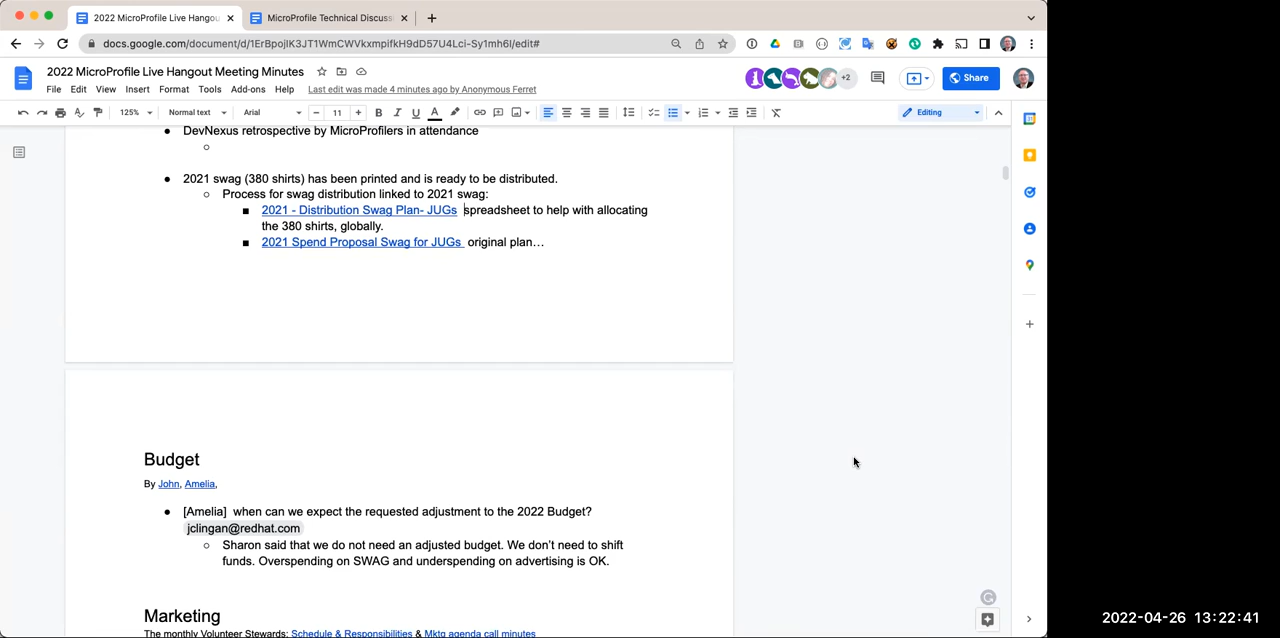 2022 MicroProfile Live Hangou
MicroProfile Technical Discuss
docs.google.com/document/d/1ErBpojIK3JT1WmCWVkxmpifkH9dD57U4Lci-Sy1mh6I/edit#
2022 MicroProfile Live Hangout Meeting Minutes
+2
Share
File Edit View Insert Format Tools Add-ons Help Last edit was made 4 minutes ago by Anonymous Ferret
125% Normal text Arial 11 B I U A Editing
DevNexus retrospective by MicroProfilers in attendance
2021 swag (380 shirts) has been printed and is ready to be distributed.
Process for swag distribution linked to 2021 swag:
2021 - Distribution Swag Plan- JUGs spreadsheet to help with allocating
the 380 shirts, globally.
2021 Spend Proposal Swag for JUGs original plan…
Budget
By John, Amelia,
[Amelia] when can we expect the requested adjustment to the 2022 Budget?
jclingan@redhat.com
Sharon said that we do not need an adjusted budget. We don’t need to shift
funds. Overspending on SWAG and underspending on advertising is OK.
Marketing
The monthly Volunteer Stewards: Schedule & Responsibilities & Mktg agenda call minutes
2022-04-26 13:22:41